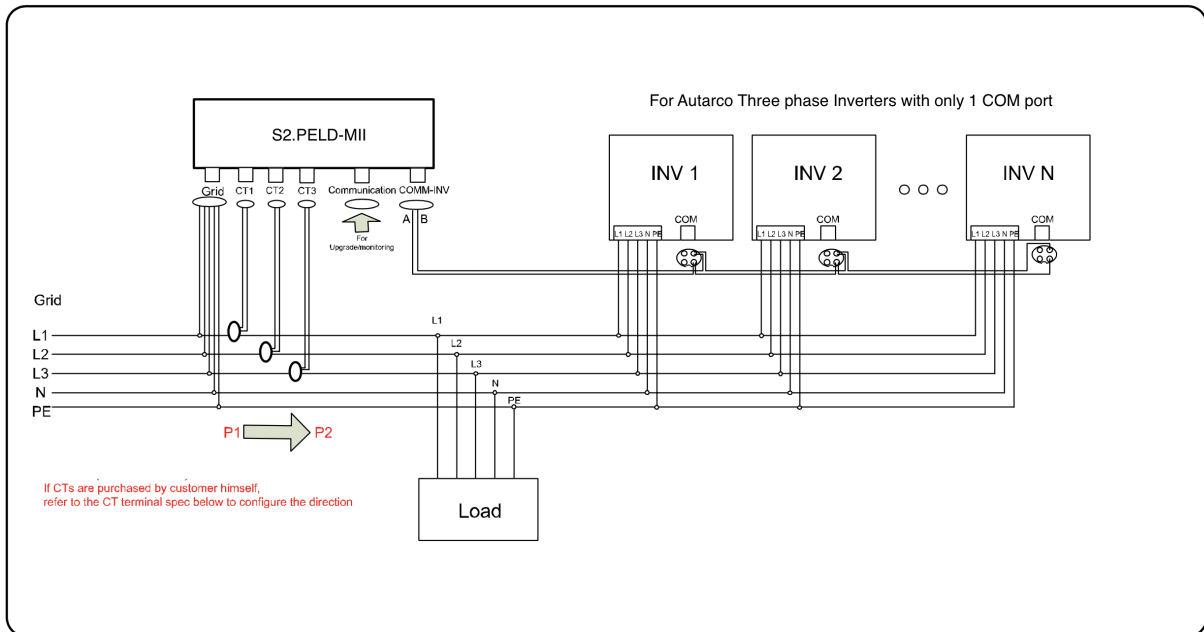 For Autarco Three phase Inverters with only 1 COM port
S2.PELD-MII
Grid CT1 CT2 CT3 Communication COMM-INV
A B
For
Upgrade/monitoring
INV 1
COM
L1 L2 L3 N PE
INV 2
COM
L1 L2 L3 N PE
INV N
COM
L1 L2 L3 N PE
Grid
L1
L2
L3
N
PE
L1
L2
L3
N
PE
P1 P2
If CTs are purchased by customer himself,
refer to the CT terminal spec below to configure the direction
Load